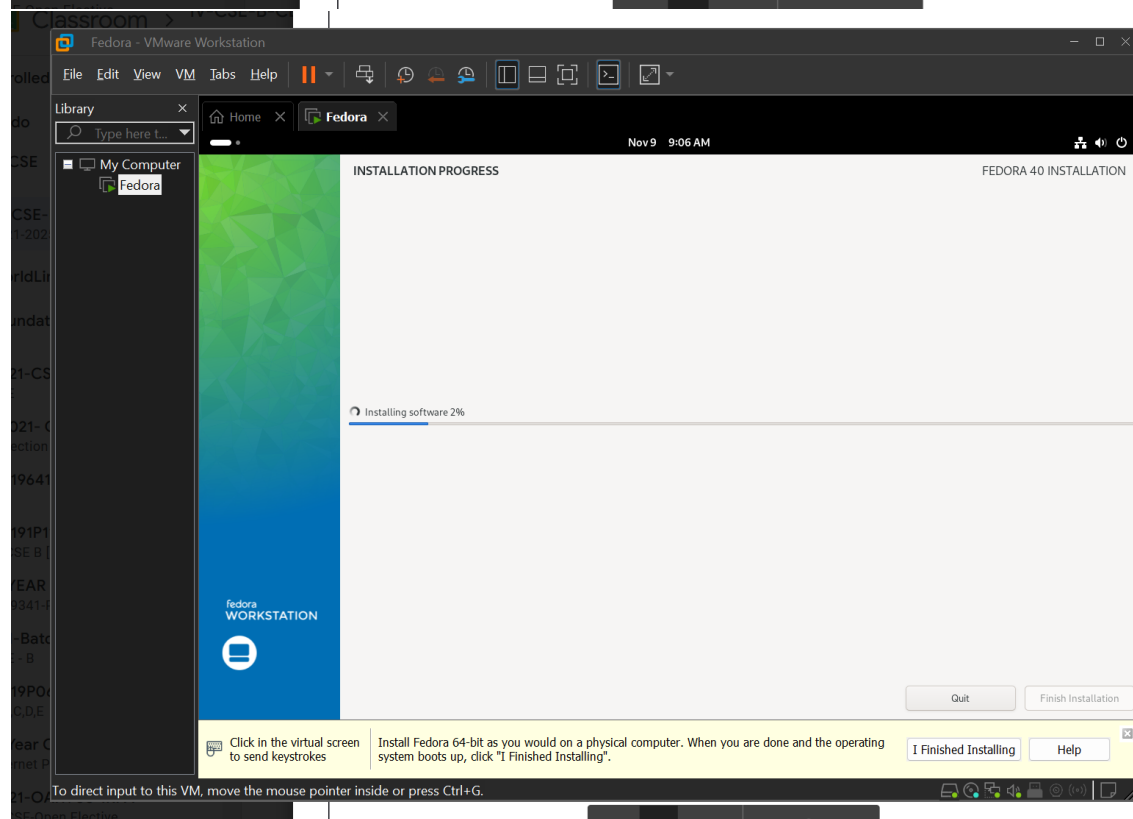 Classroom > IV-CSE-B-
Fedora - VMware Workstation
File Edit View VM Tabs Help
Library
Home
Fedora
Type here t...
Nov 9 9:06 AM
My Computer
Fedora
INSTALLATION PROGRESS
FEDORA 40 INSTALLATION
Installing software 2%
fedora
WORKSTATION
Quit
Finish Installation
Click in the virtual screen
to send keystrokes
Install Fedora 64-bit as you would on a physical computer. When you are done and the operating
system boots up, click "I Finished Installing".
I Finished Installing
Help
To direct input to this VM, move the mouse pointer inside or press Ctrl+G.